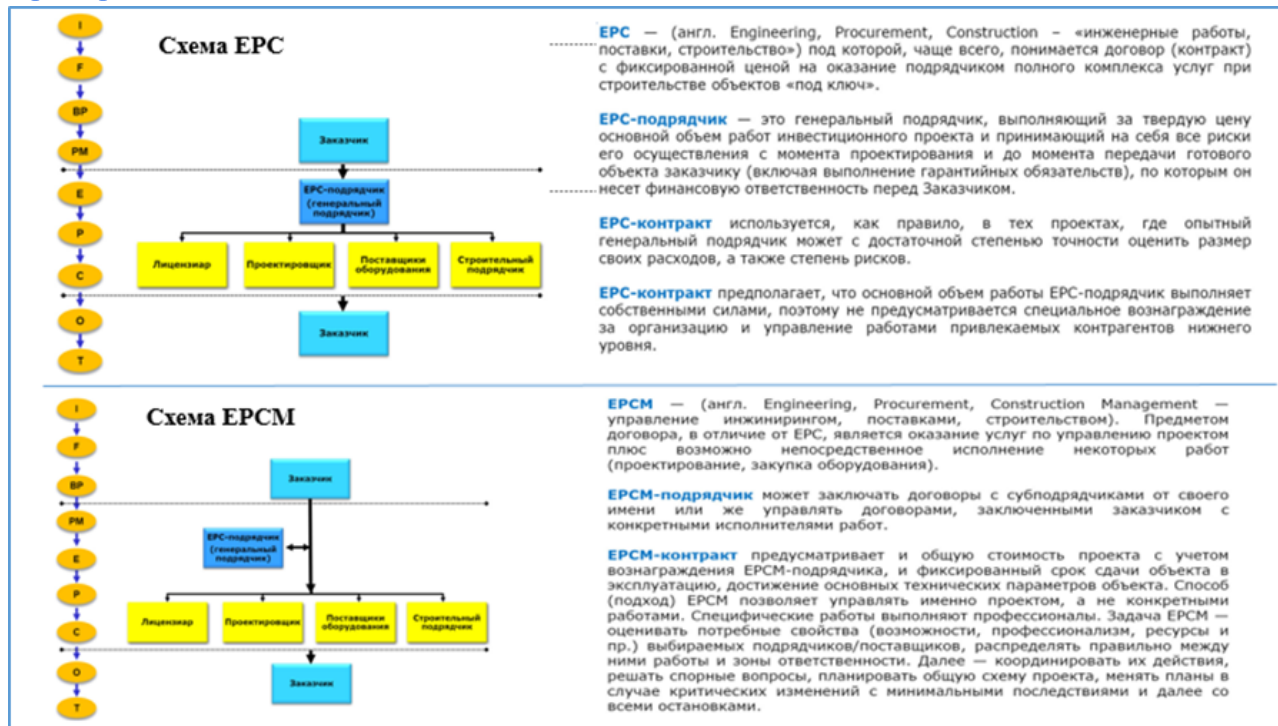 I
F
BP
PM
E
P
C
O
T
Схема EPC
Заказчик
EPC-подрядчик
(генеральный
подрядчик)
Лицензиар
Проектировщик
Поставщики
оборудования
Строительный
подрядчик
Заказчик
EPC — (англ. Engineering, Procurement, Construction – «инженерные работы,
поставки, строительство») под которой, чаще всего, понимается договор (контракт)
с фиксированной ценой на оказание подрядчиком полного комплекса услуг при
строительстве объектов «под ключ».
EPC-подрядчик — это генеральный подрядчик, выполняющий за твердую цену
основной объем работ инвестиционного проекта и принимающий на себя все риски
его осуществления с момента проектирования и до момента передачи готового
объекта заказчику (включая выполнение гарантийных обязательств), по которым он
несет финансовую ответственность перед Заказчиком.
EPC-контракт используется, как правило, в тех проектах, где опытный
генеральный подрядчик может с достаточной степенью точности оценить размер
своих расходов, а также степень рисков.
EPC-контракт предполагает, что основной объем работы EPC-подрядчик выполняет
собственными силами, поэтому не предусматривается специальное вознаграждение
за организацию и управление работами привлекаемых контрагентов нижнего
уровня.
I
F
BP
PM
E
P
C
O
T
Схема EPCM
Заказчик
EPC-подрядчик
(генеральный
подрядчик)
Лицензиар
Проектировщик
Поставщики
оборудования
Строительный
подрядчик
Заказчик
EPCM — (англ. Engineering, Procurement, Construction Management —
управление инжинирингом, поставками, строительством). Предметом
договора, в отличие от EPC, является оказание услуг по управлению проектом
плюс возможно непосредственное исполнение некоторых работ
(проектирование, закупка оборудования).
EPCM-подрядчик может заключать договоры с субподрядчиками от своего
имени или же управлять договорами, заключенными заказчиком с
конкретными исполнителями работ.
EPCM-контракт предусматривает и общую стоимость проекта с учетом
вознаграждения EPCM-подрядчика, и фиксированный срок сдачи объекта в
эксплуатацию, достижение основных технических параметров объекта. Способ
(подход) EPCM позволяет управлять именно проектом, а не конкретными
работами. Специфические работы выполняют профессионалы. Задача EPCM —
оценивать потребные свойства (возможности, профессионализм, ресурсы и
пр.) выбираемых подрядчиков/поставщиков, распределять правильно между
ними работы и зоны ответственности. Далее — координировать их действия,
решать спорные вопросы, планировать общую схему проекта, менять планы в
случае критических изменений с минимальными последствиями и далее со
всеми остановками.